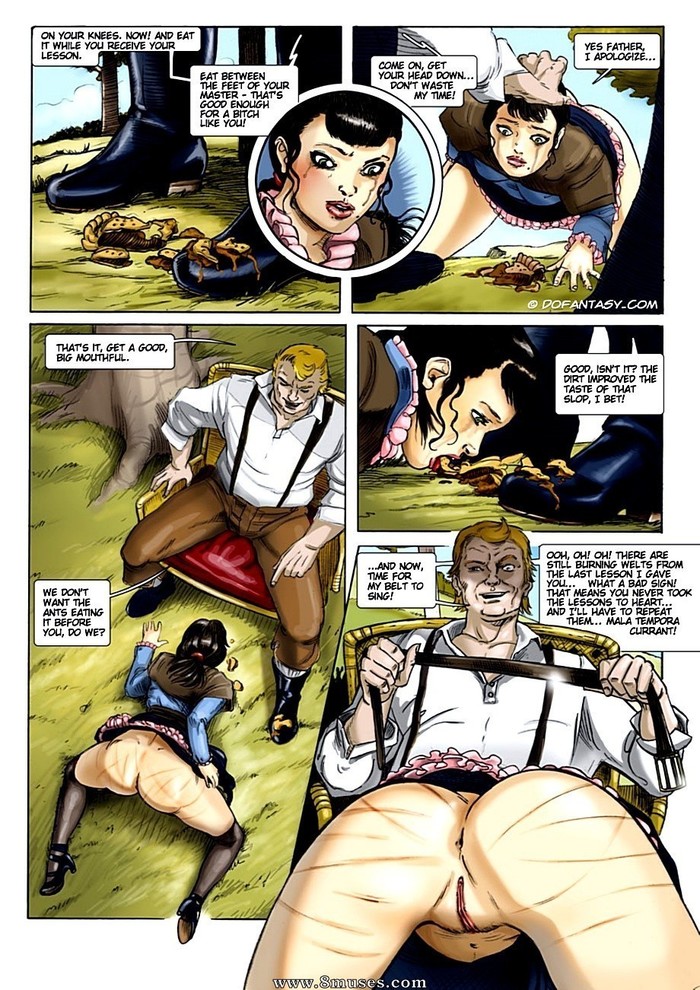 ON YOUR KNEES. NOW! AND EAT
IT WHILE YOU RECEIVE YOUR
LESSON.
EAT BETWEEN
THE FEET OF YOUR
MASTER - THAT'S
GOOD ENOUGH
FOR A BITCH
LIKE YOU!
COME ON, GET
YOUR HEAD DOWN...
DON'T WASTE
MY TIME!
YES FATHER,
I APOLOGIZE...
© DOFANTASY.COM
THAT'S IT, GET A GOOD,
BIG MOUTHFUL.
WE DON'T
WANT THE
ANTS EATING
IT BEFORE
YOU, DO WE?
GOOD, ISN'T IT? THE
DIRT IMPROVED THE
TASTE OF THAT
SLOP, I BET!
...AND NOW,
TIME FOR
MY BELT TO
SING!
OOH, OH! OH! THERE ARE
STILL BURNING WELTS FROM
THE LAST LESSON I GAVE
YOU... WHAT A BAD SIGN!
THAT MEANS YOU NEVER TOOK
THE LESSONS TO HEART...
AND I'LL HAVE TO REPEAT
THEM... MALA TEMPORA
CURRANT!
www.8muses.com